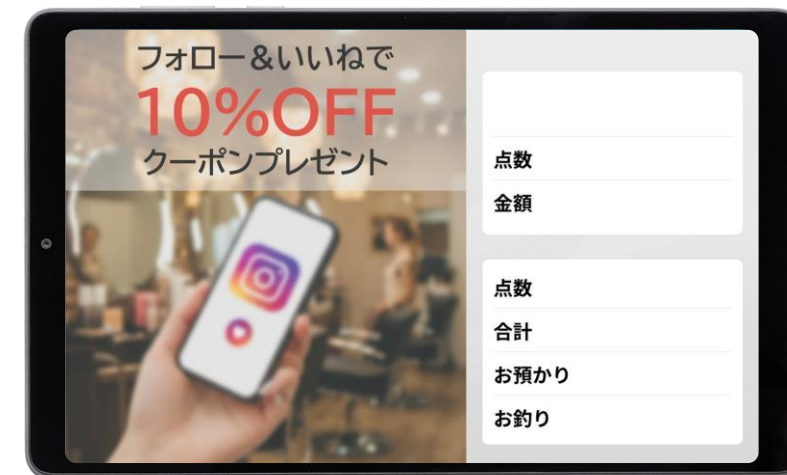 フォロー&いいねで
10%OFF
クーポンプレゼント
点数
金額
点数
合計
お預かり
お釣り